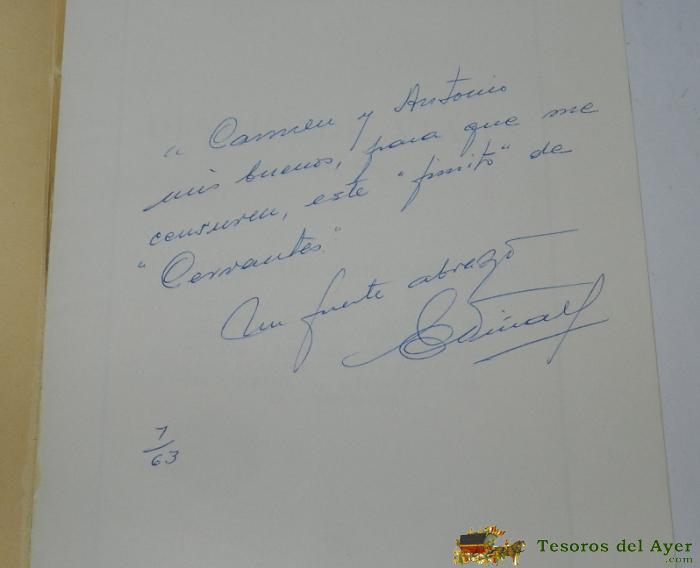 "Carmen y Antonio
mis buenos, para que me
censuren, este "finito" de
"Cervantes"
Un fuerte abrazo
7
63
Tesoros del Ayer
.com